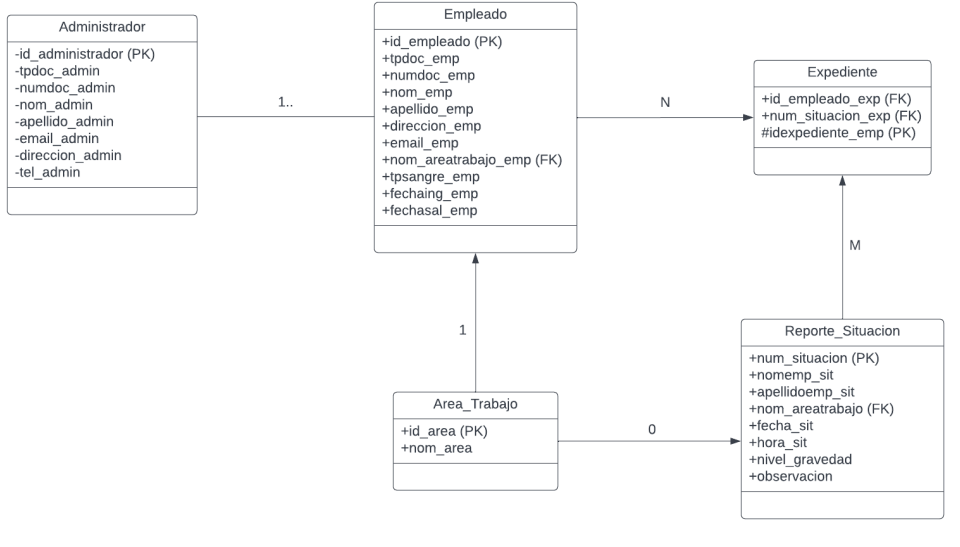 Administrador
-id_administrador (PK)
-tpdoc_admin
-numdoc_admin
-nom_admin
-apellido_admin
-email_admin
-direccion_admin
-tel_admin
1..
Empleado
+id_empleado (PK)
+tpdoc_emp
+numdoc_emp
+nom_emp
+apellido_emp
+direccion_emp
+email_emp
+nom_areatrabajo_emp (FK)
+tpsangre_emp
+fechaing_emp
+fechasal_emp
N
Expediente
+id_empleado_exp (FK)
+num_situacion_exp (FK)
#idexpediente_emp (PK)
M
1
Area_Trabajo
+id_area (PK)
+nom_area
0
Reporte_Situacion
+num_situacion (PK)
+nomemp_sit
+apellidoemp_sit
+nom_areatrabajo (FK)
+fecha_sit
+hora_sit
+nivel_gravedad
+observacion